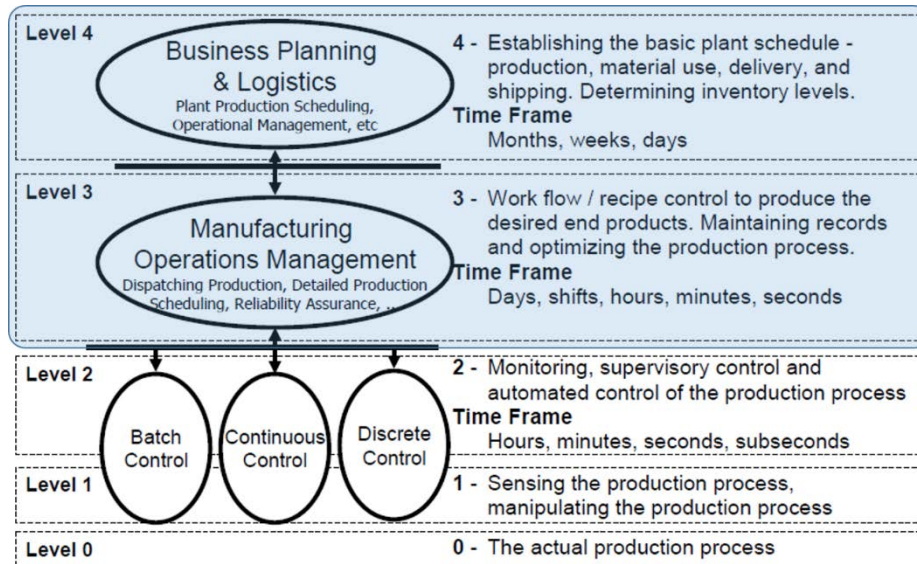 Level 4
Business Planning
& Logistics
Plant Production Scheduling,
Operational Management, etc
4 - Establishing the basic plant schedule -
production, material use, delivery, and
shipping. Determining inventory levels.
Time Frame
Months, weeks, days
Level 3
Manufacturing
Operations Management
Dispatching Production, Detailed Production
Scheduling, Reliability Assurance, ...
3 - Work flow / recipe control to produce the
desired end products. Maintaining records
and optimizing the production process.
Time Frame
Days, shifts, hours, minutes, seconds
Level 2
Batch
Control
Continuous
Control
Discrete
Control
2 - Monitoring, supervisory control and
automated control of the production process
Time Frame
Hours, minutes, seconds, subseconds
Level 1
1 - Sensing the production process,
manipulating the production process
Level 0
0 - The actual production process